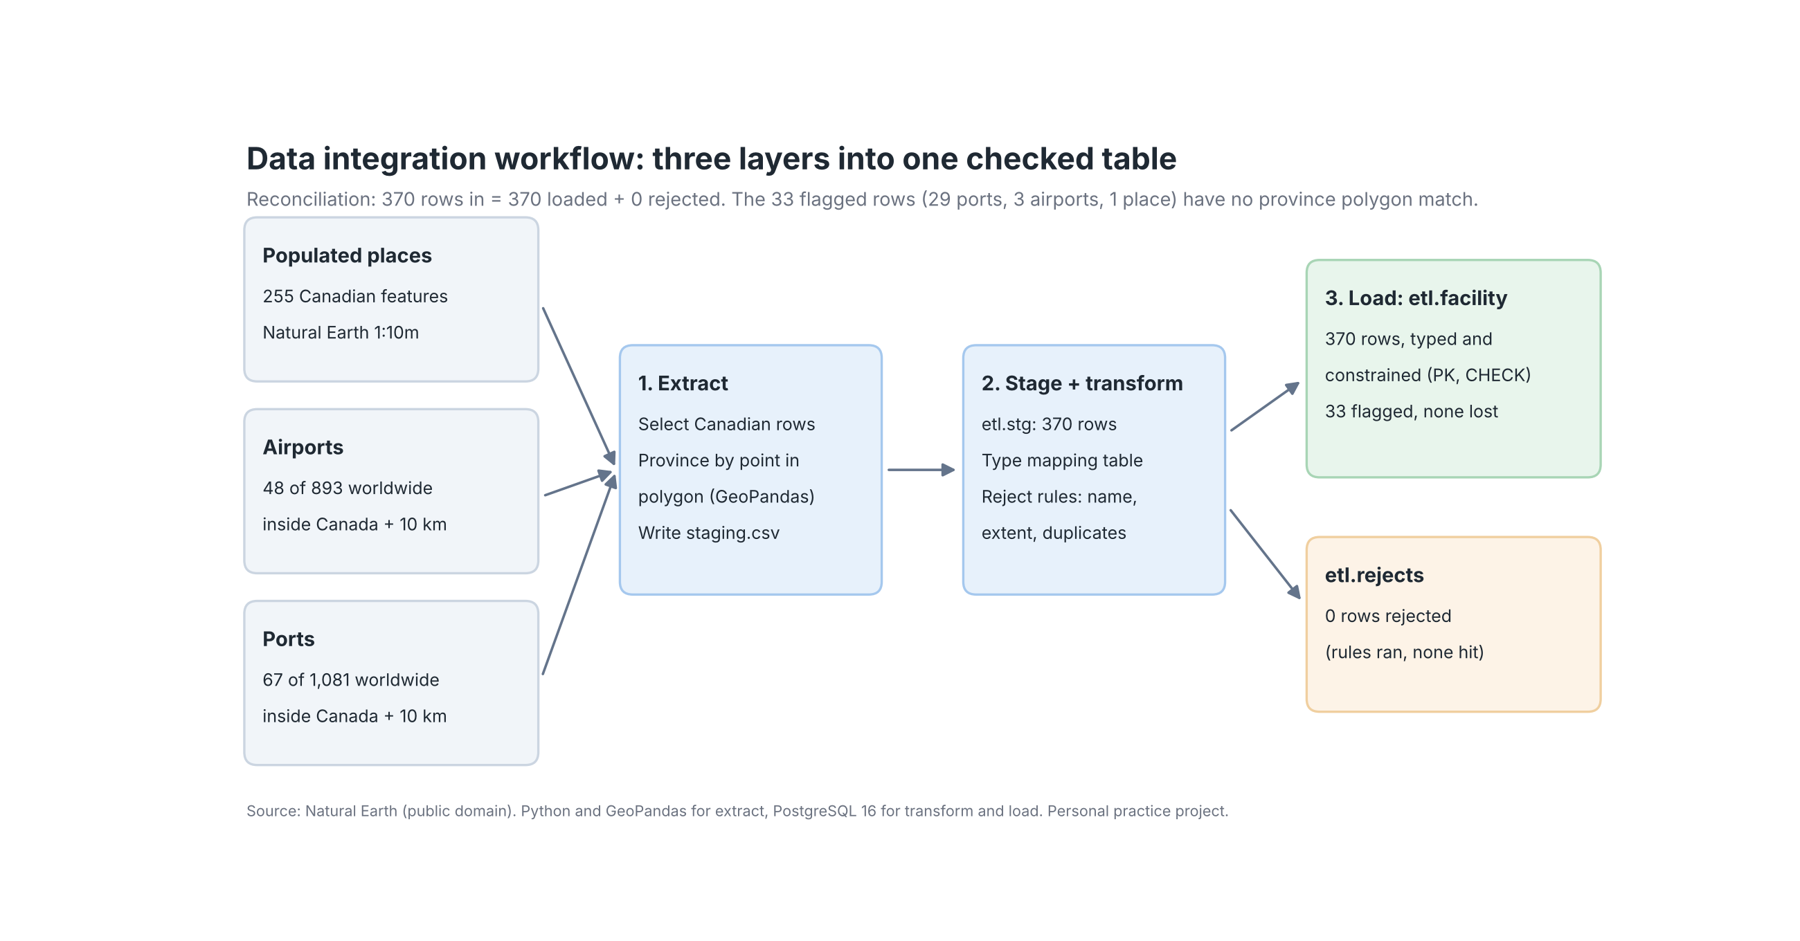 Data integration workflow: three layers into one checked table
Reconciliation: 370 rows in = 370 loaded + 0 rejected. The 33 flagged rows (29 ports, 3 airports, 1 place) have no province polygon match.
Populated places
255 Canadian features
Natural Earth 1:10m
Airports
48 of 893 worldwide
inside Canada + 10 km
Ports
67 of 1,081 worldwide
inside Canada + 10 km
1. Extract
Select Canadian rows
Province by point in
polygon (GeoPandas)
Write staging.csv
2. Stage + transform
etl.stg: 370 rows
Type mapping table
Reject rules: name,
extent, duplicates
3. Load: etl.facility
370 rows, typed and
constrained (PK, CHECK)
33 flagged, none lost
etl.rejects
0 rows rejected
(rules ran, none hit)
Source: Natural Earth (public domain). Python and GeoPandas for extract, PostgreSQL 16 for transform and load. Personal practice project.